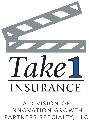 Take1
INSURANCE
A DIVISION OF
INNOVATION GROWTH
PARTNERS SPECIALTY, LLC